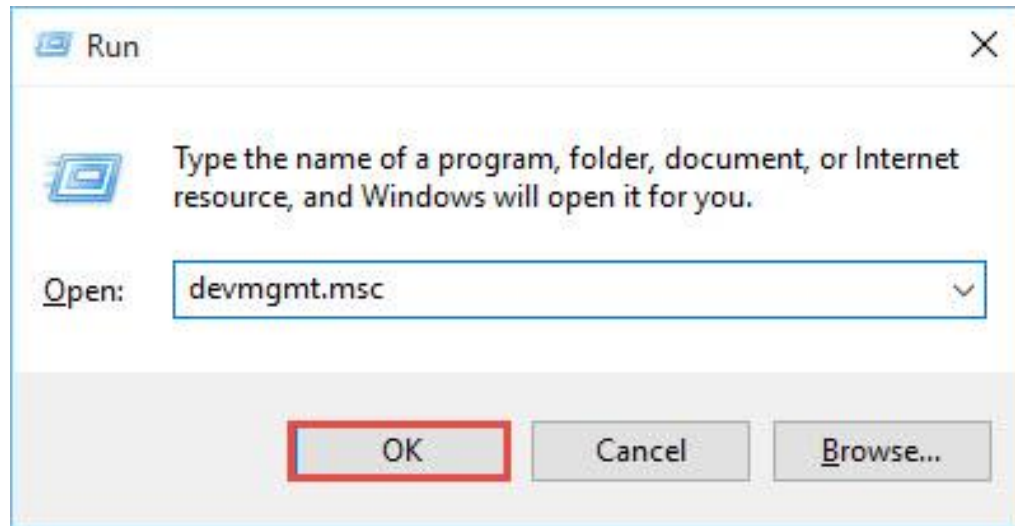 Run
Type the name of a program, folder, document, or Internet
resource, and Windows will open it for you.
Open:
devmgmt.msc
OK
Cancel
Browse...